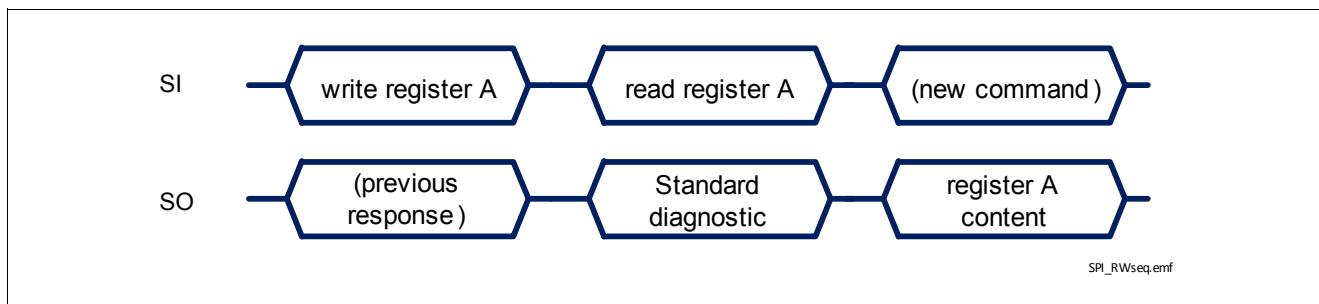 SI
write register A
read register A
(new command)
SO
(previous
response)
Standard
diagnostic
register A
content
SPI_RWseq.emf